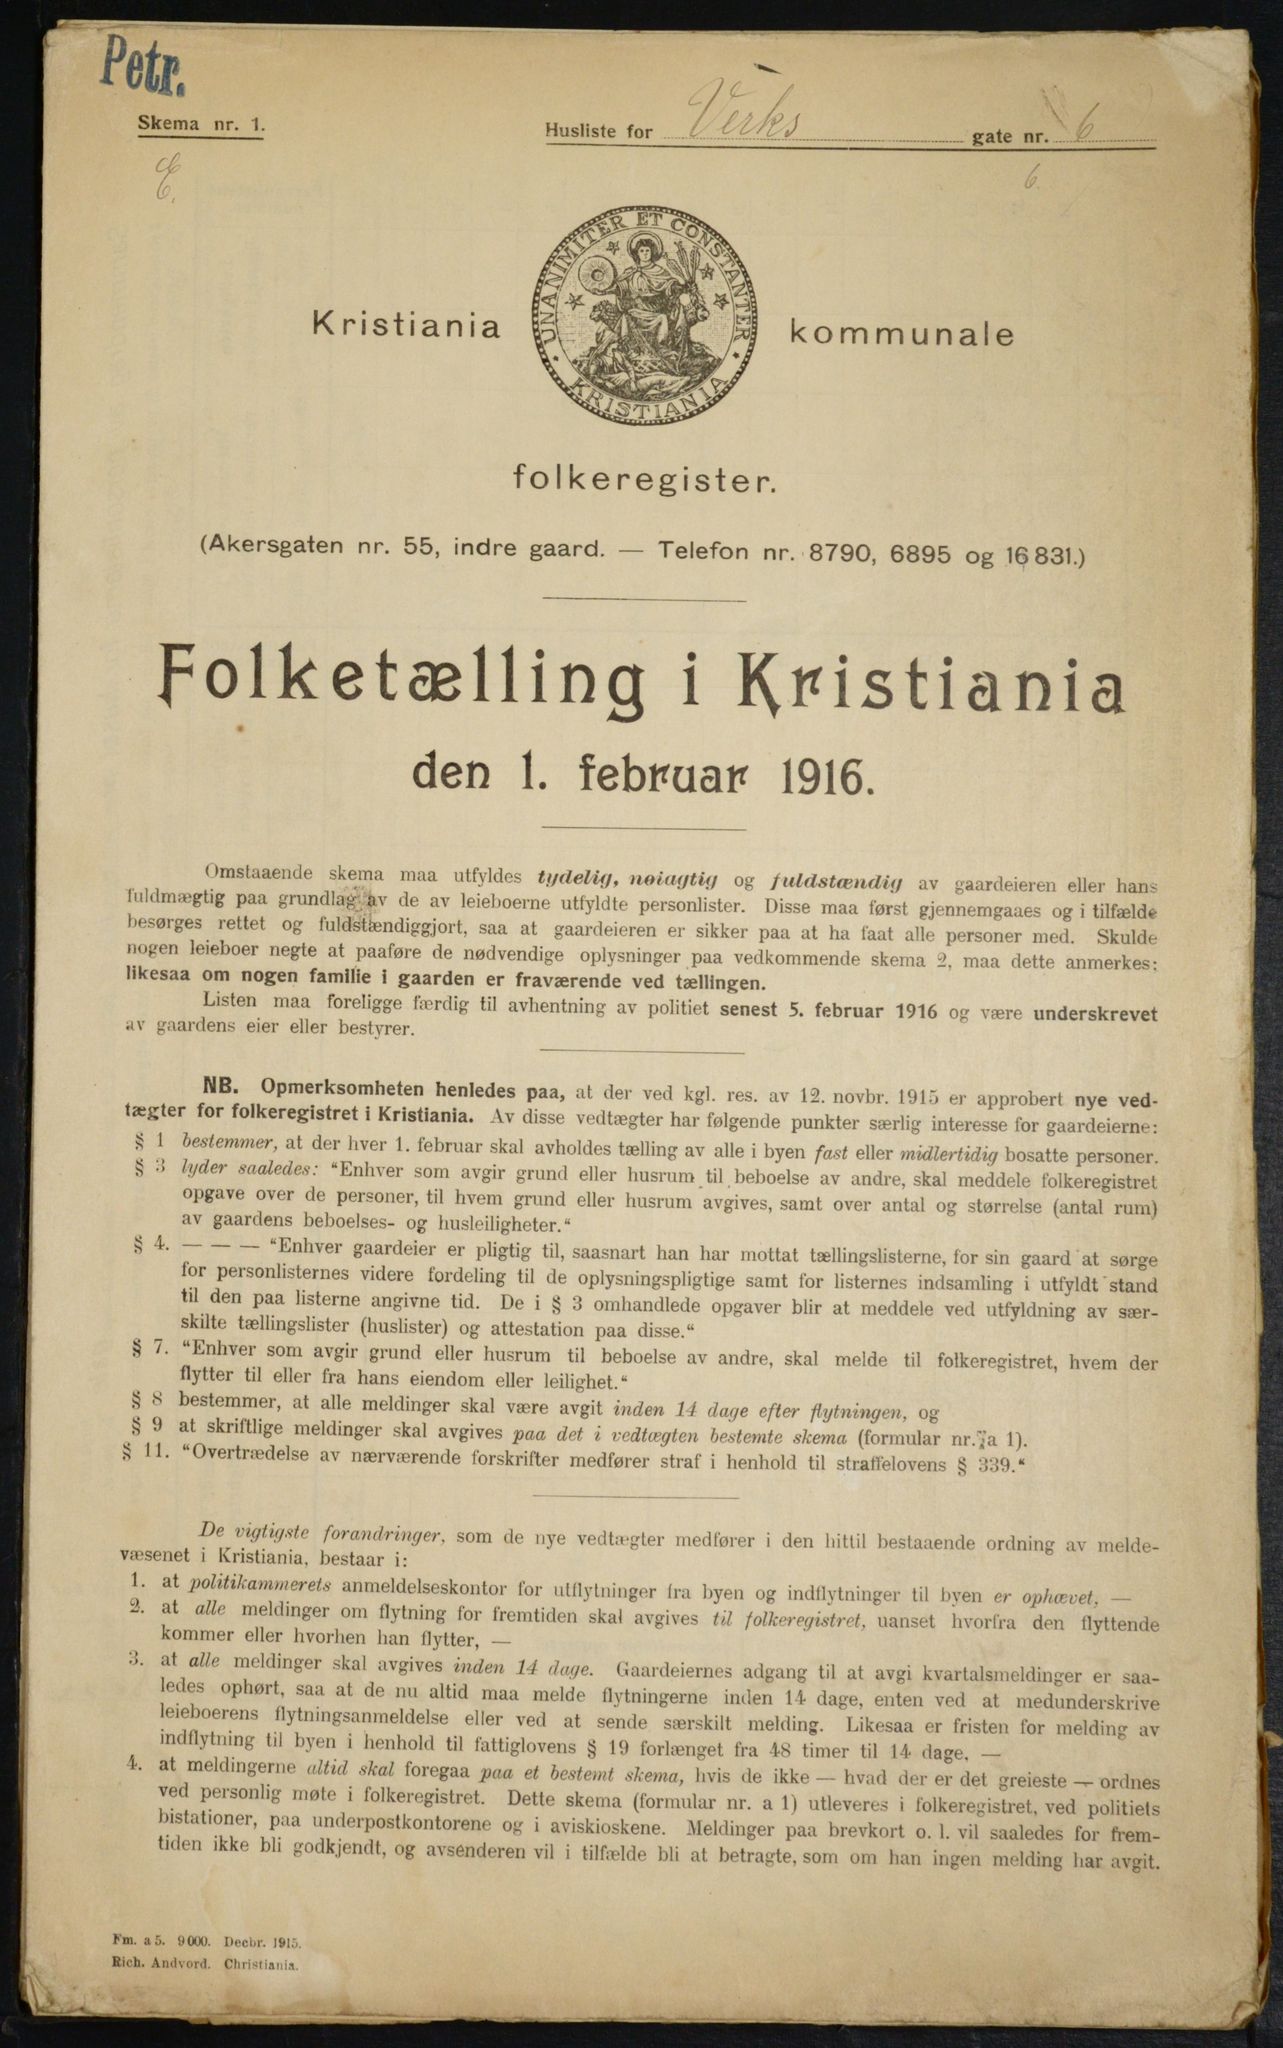 Petr.
Skema nr. 1.
Husliste for Verks gate nr. 6
E.
6
UNANIMITER ET CONSTANTER
KRISTIANIA
Kristiania kommunale
folkeregister.
(Akersgaten nr. 55, indre gaard. — Telefon nr. 8790, 6895 og 16 831.)
Folketælling i Kristiania
den 1. februar 1916.
Omstaaende skema maa utfyldes tydelig, nøiagtig og fuldstændig av gaardeieren eller hans
fuldmægtig paa grundlag av de av leieboerne utfyldte personlister. Disse maa først gjennemgaaes og i tilfælde
besørges rettet og fuldstændiggjort, saa at gaardeieren er sikker paa at ha faat alle personer med. Skulde
nogen leieboer negte at paaføre de nødvendige oplysninger paa vedkommende skema 2, maa dette anmerkes;
likesaa om nogen familie i gaarden er fraværende ved tællingen.
Listen maa foreligge færdig til avhentning av politiet senest 5. februar 1916 og være underskrevet
av gaardens eier eller bestyrer.
NB. Opmerksomheten henledes paa, at der ved kgl. res. av 12. novbr. 1915 er approbert nye ved-
tægter for folkeregistret i Kristiania. Av disse vedtægter har følgende punkter særlig interesse for gaardeierne:
§ 1 bestemmer, at der hver 1. februar skal avholdes tælling av alle i byen fast eller midlertidig bosatte personer.
§ 3 lyder saaledes: "Enhver som avgir grund eller husrum til beboelse av andre, skal meddele folkeregistret
opgave over de personer, til hvem grund eller husrum avgives, samt over antal og størrelse (antal rum)
av gaardens beboelses- og husleiligheter."
§ 4. — — — "Enhver gaardeier er pligtig til, saasnart han har mottat tællingslisterne, for sin gaard at sørge
for personlisternes videre fordeling til de oplysningspligtige samt for listernes indsamling i utfyldt stand
til den paa listerne angivne tid. De i § 3 omhandlede opgaver blir at meddele ved utfyldning av sær-
skilte tællingslister (huslister) og attestation paa disse."
§ 7. "Enhver som avgir grund eller husrum til beboelse av andre, skal melde til folkeregistret, hvem der
flytter til eller fra hans eiendom eller leilighet."
§ 8 bestemmer, at alle meldinger skal være avgit inden 14 dage efter flytningen, og
§ 9 at skriftlige meldinger skal avgives paa det i vedtægten bestemte skema (formular nr. a 1).
§ 11. "Overtrædelse av nærværende forskrifter medfører straf i henhold til straffelovens § 339."
De vigtigste forandringer, som de nye vedtægter medfører i den hittil bestaaende ordning av melde-
væsenet i Kristiania, bestaar i:
1. at politikammerets anmeldelseskontor for utflytninger fra byen og indflytninger til byen er ophævet, —
2. at alle meldinger om flytning for fremtiden skal avgives til folkeregistret, uanset hvorfra den flyttende
kommer eller hvorhen han flytter, —
3. at alle meldinger skal avgives inden 14 dage. Gaardeiernes adgang til at avgi kvartalsmeldinger er saa-
ledes ophørt, saa at de nu altid maa melde flytningerne inden 14 dage, enten ved at medunderskrive
leieboerens flytningsanmeldelse eller ved at sende særskilt melding. Likesaa er fristen for melding av
indflytning til byen i henhold til fattiglovens § 19 forlænget fra 48 timer til 14 dage, —
4. at meldingerne altid skal foregaa paa et bestemt skema, hvis de ikke — hvad der er det greieste — ordnes
ved personlig møte i folkeregistret. Dette skema (formular nr. a 1) utleveres i folkeregistret, ved politiets
bistationer, paa underpostkontorene og i aviskioskene. Meldinger paa brevkort o. l. vil saaledes for frem-
tiden ikke bli godkjendt, og avsenderen vil i tilfælde bli at betragte, som om han ingen melding har avgit.
Fm. a 5. 9 000. Decbr. 1915.
Rich. Andvord. Christiania.